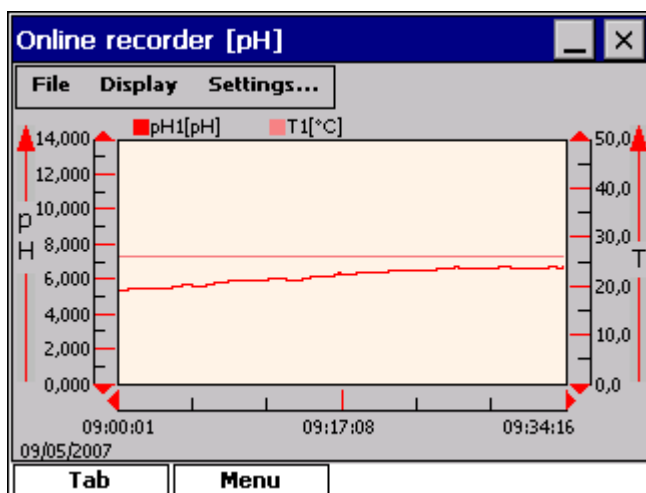 Online recorder [pH]
File Display Settings...
pH1[pH] T1[°C]
14,000 50,0
12,000 40,0
10,000
pH
8,000 30,0
T
6,000 20,0
4,000 10,0
2,000
0,000 0,0
09:00:01 09:17:08 09:34:16
09/05/2007
Tab Menu